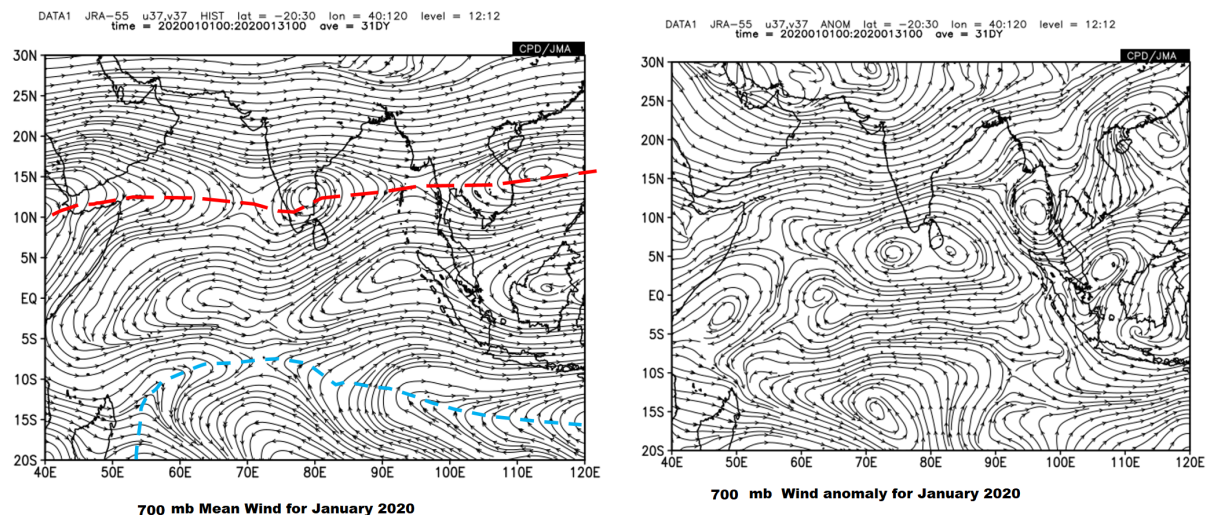 DATA1 JRA-55 u37,v37 HIST lat = -20:30 lon = 40:120 level = 12:12
time = 2020010100:2020013100 ave = 31DY
CPD/JMA
30N
25N
20N
15N
10N
5N
EQ
5S
10S
15S
20S
40E 50E 60E 70E 80E 90E 100E 110E 120E
700 mb Mean Wind for January 2020
DATA1 JRA-55 u37,v37 ANOM lat = -20:30 lon = 40:120 level = 12:12
time = 2020010100:2020013100 ave = 31DY
CPD/JMA
30N
25N
20N
15N
10N
5N
EQ
5S
10S
15S
20S
40E 50E 60E 70E 80E 90E 100E 110E 120E
700 mb Wind anomaly for January 2020